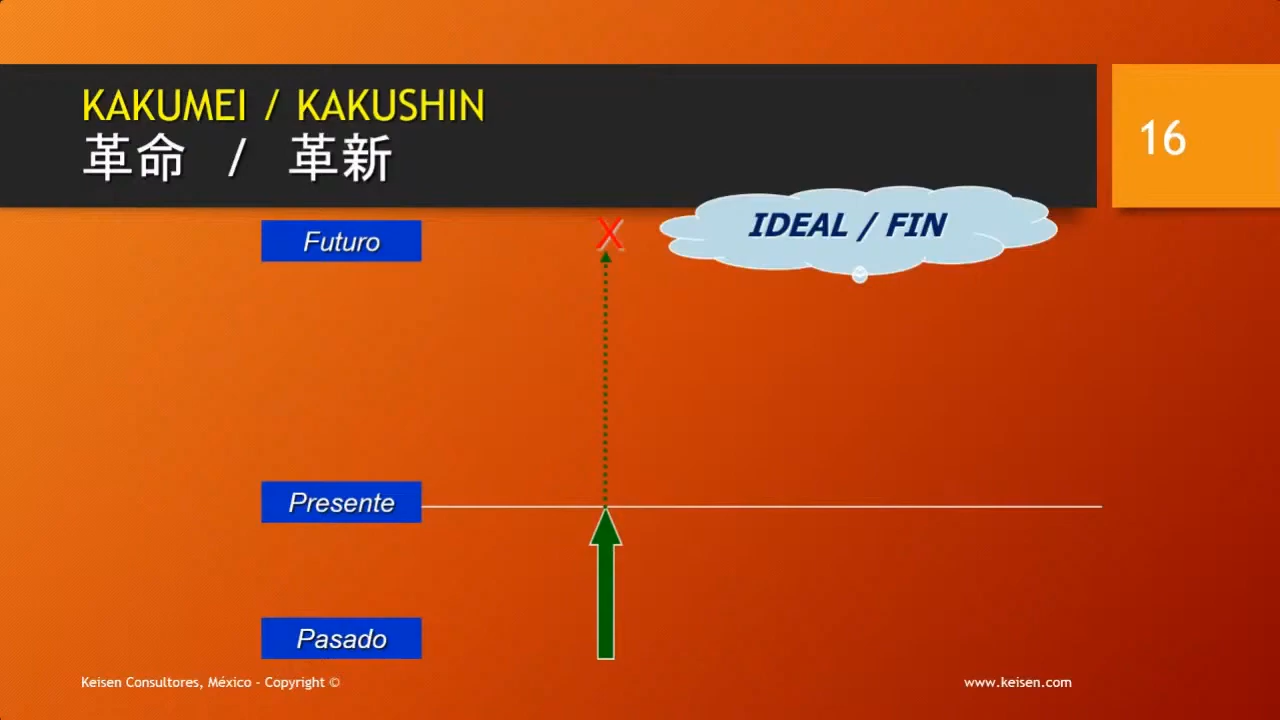 KAKUMEI / KAKUSHIN
革命 / 革新
16
IDEAL / FIN
Futuro
X
Presente
Pasado
Keisen Consultores, México - Copyright ©
www.keisen.com